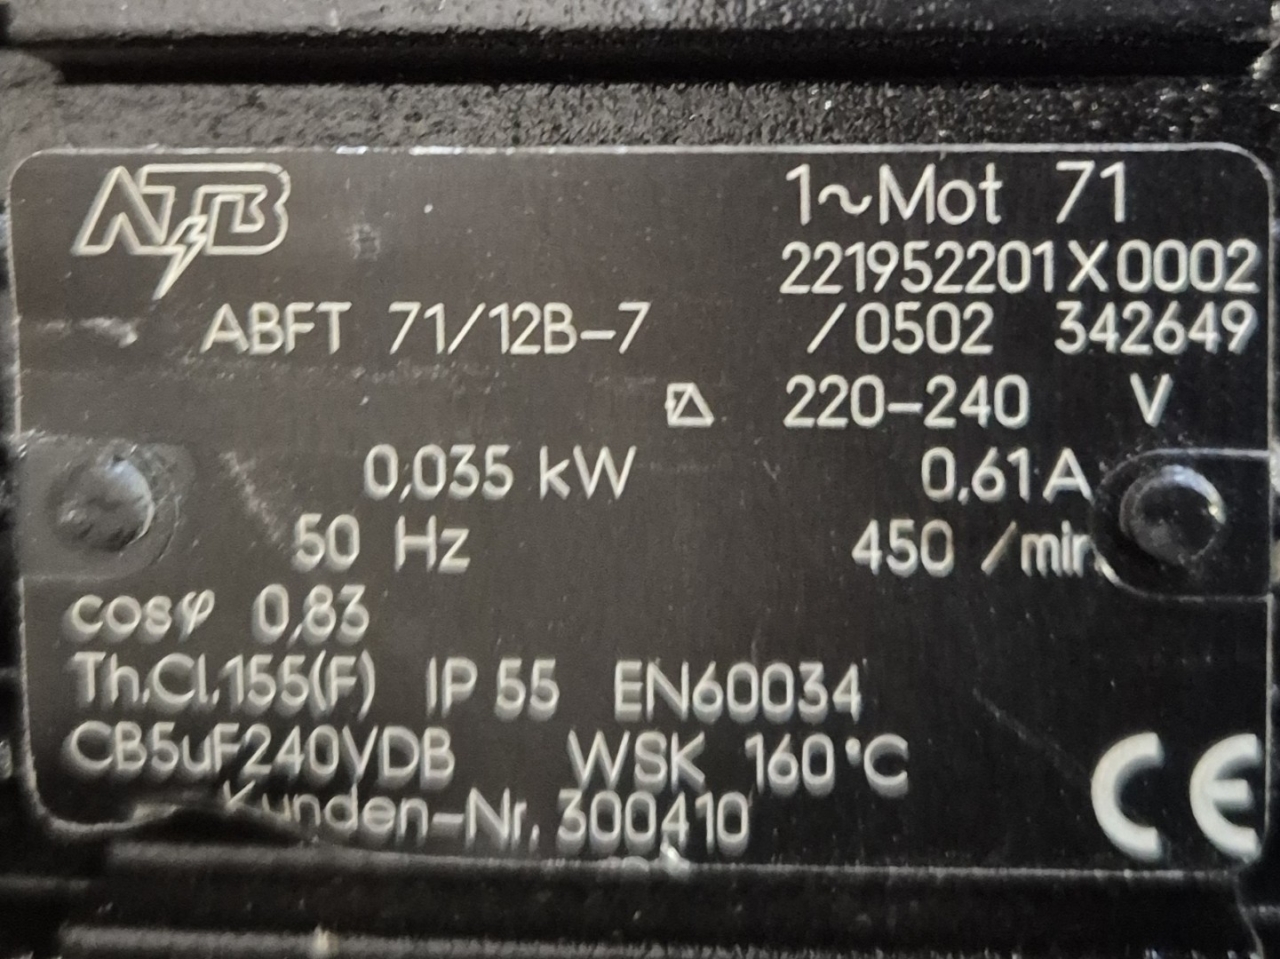 ATB
1~Mot 71
221952201X0002
ABFT 71/12B-7 /0502 342649
220-240 V
0,035 kW 0,61A
50 Hz 450 /min
cosφ 0,83
Th.Cl.155(F) IP 55 EN60034
CB5uF240VDB WSK 160°C
Kunden-Nr. 300410
CE